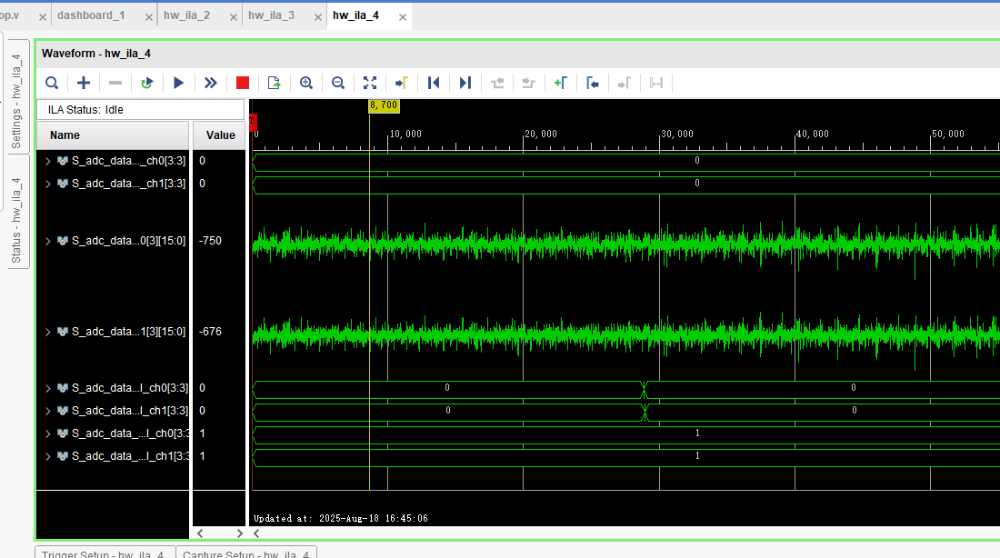 op.v
dashboard_1
hw_ila_2
hw_ila_3
hw_ila_4
Settings - hw_ila_4
Status - hw_ila_4
Waveform - hw_ila_4
ILA Status: Idle
8,700
T
Name
Value
0
10,000
20,000
30,000
40,000
50,000
S_adc_data..._ch0[3:3]
0
0
S_adc_data..._ch1[3:3]
0
0
S_adc_data...0[3][15:0]
-750
S_adc_data...1[3][15:0]
-676
S_adc_data...l_ch0[3:3]
0
0
0
S_adc_data...l_ch1[3:3]
0
0
0
S_adc_data_...l_ch0[3:3
1
1
S_adc_data_...l_ch1[3:3
1
1
Updated at: 2025-Aug-18 16:45:06
Trigger Setup - hw_ila_4
Capture Setup - hw_ila_4